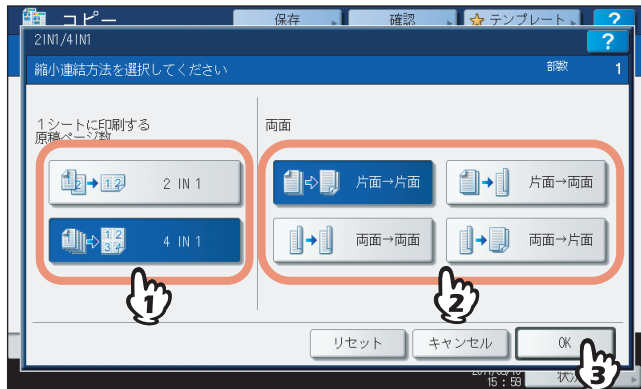 コピー 保存 確認 テンプレート ?
2IN1/4IN1 ?
縮小連結方法を選択してください 部数 1
1シートに印刷する
原稿ページ数
両面
2 IN 1
4 IN 1
片面→片面 片面→両面
両面→両面 両面→片面
1 2
リセット キャンセル OK
3
15:59